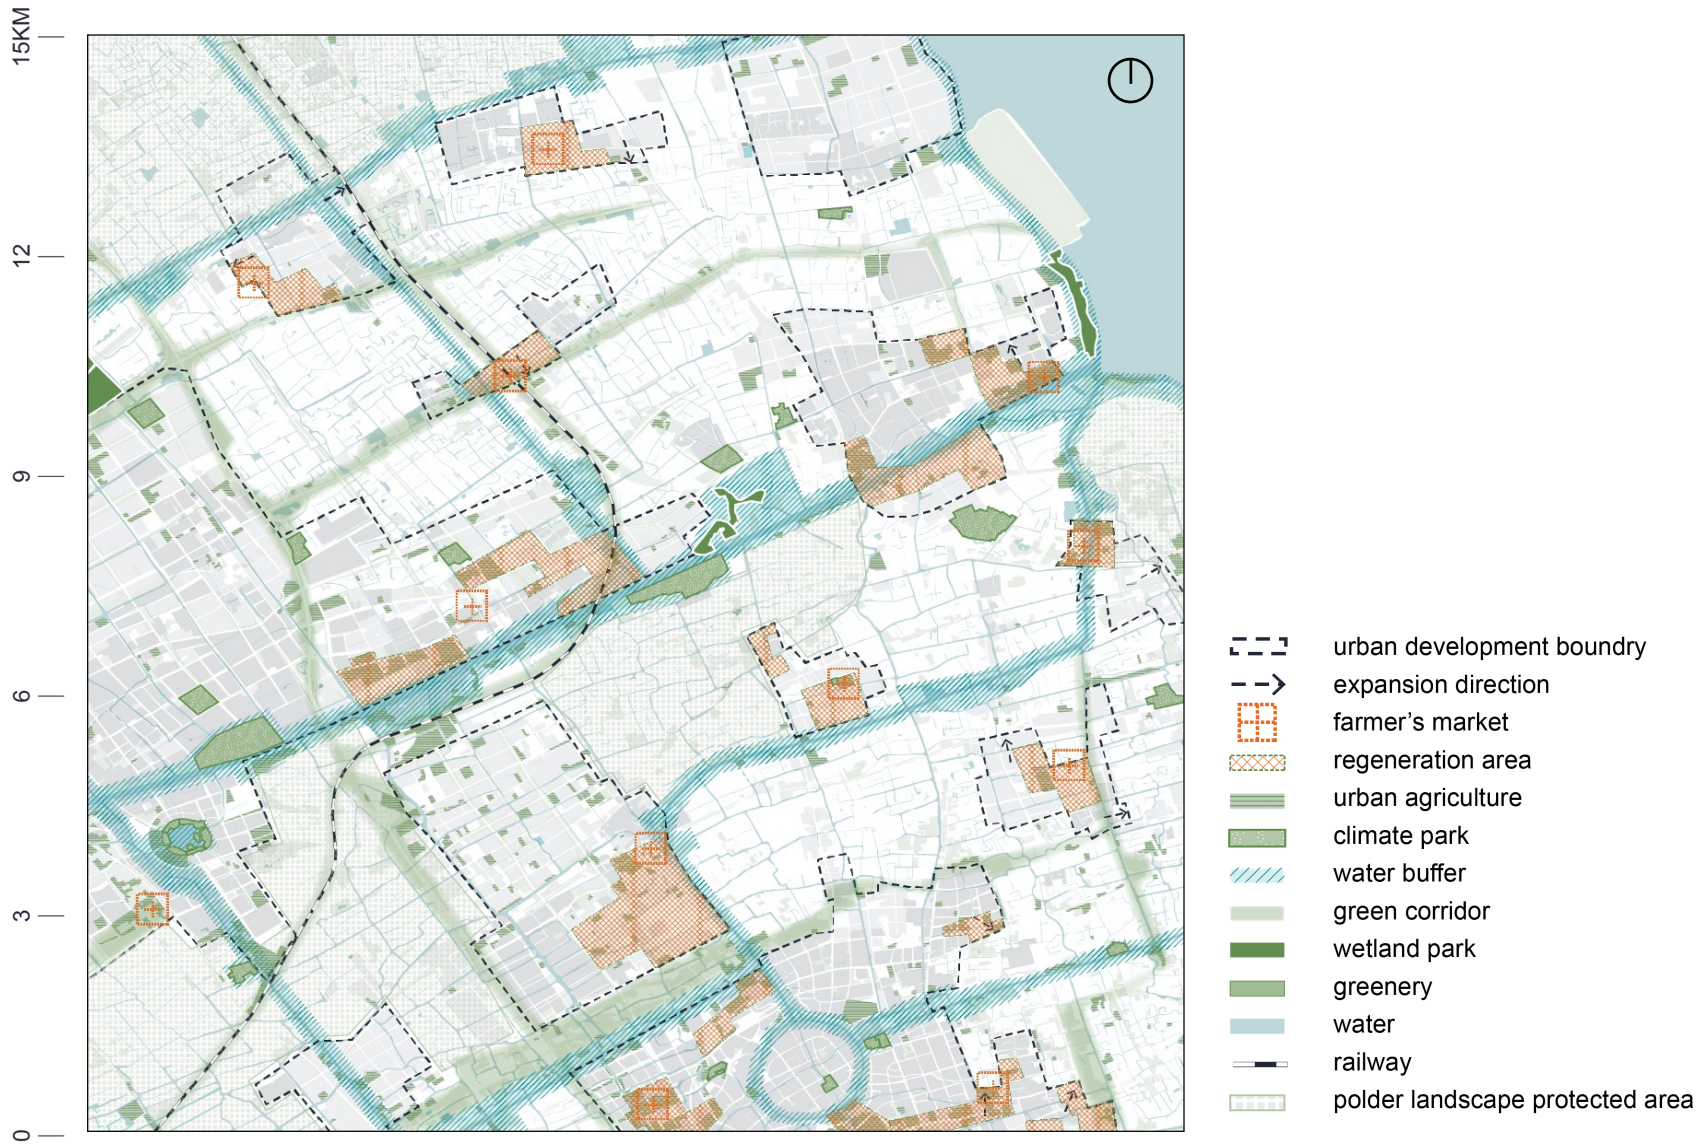 15KM
12
9
6
3
0
urban development boundry
expansion direction
farmer’s market
regeneration area
urban agriculture
climate park
water buffer
green corridor
wetland park
greenery
water
railway
polder landscape protected area